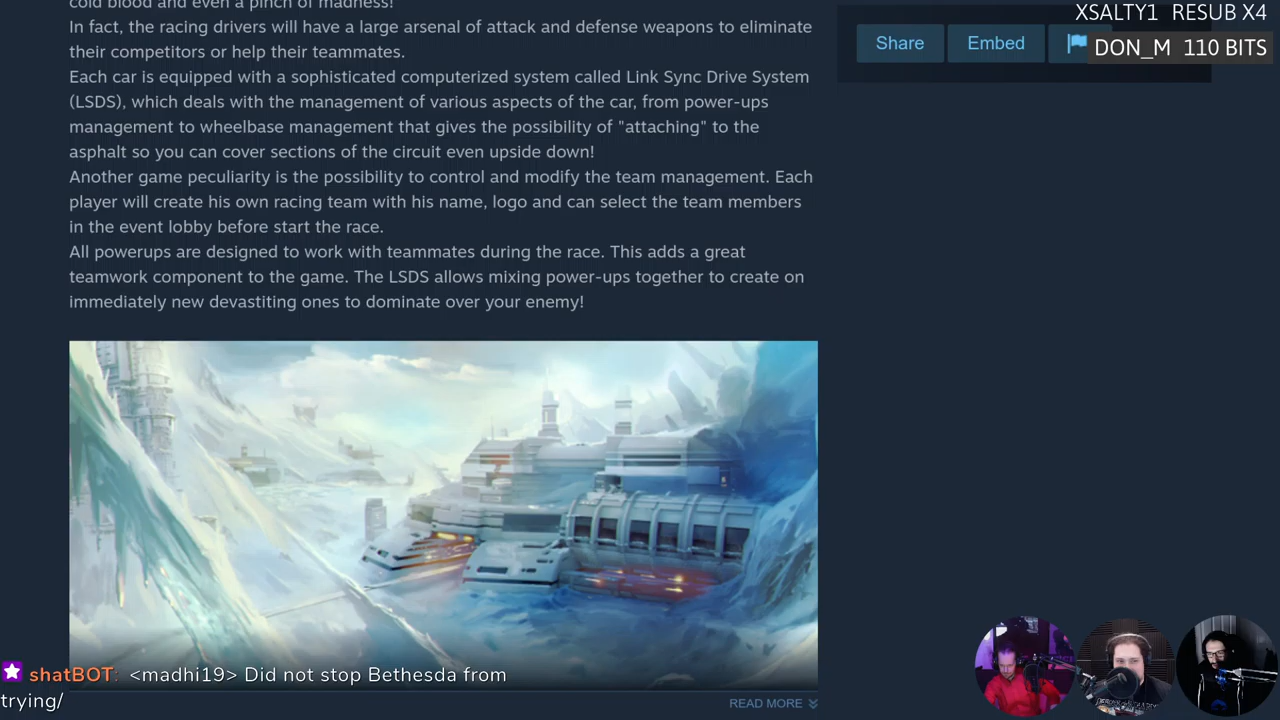 cold blood and even a pinch of madness!
In fact, the racing drivers will have a large arsenal of attack and defense weapons to eliminate
their competitors or help their teammates.
Each car is equipped with a sophisticated computerized system called Link Sync Drive System
(LSDS), which deals with the management of various aspects of the car, from power-ups
management to wheelbase management that gives the possibility of "attaching" to the
asphalt so you can cover sections of the circuit even upside down!
Another game peculiarity is the possibility to control and modify the team management. Each
player will create his own racing team with his name, logo and can select the team members
in the event lobby before start the race.
All powerups are designed to work with teammates during the race. This adds a great
teamwork component to the game. The LSDS allows mixing power-ups together to create on
immediately new devastiting ones to dominate over your enemy!
READ MORE
XSALTY1 RESUB X4
Share Embed
DON_M 110 BITS
shatBOT: <madhi19> Did not stop Bethesda from
trying/